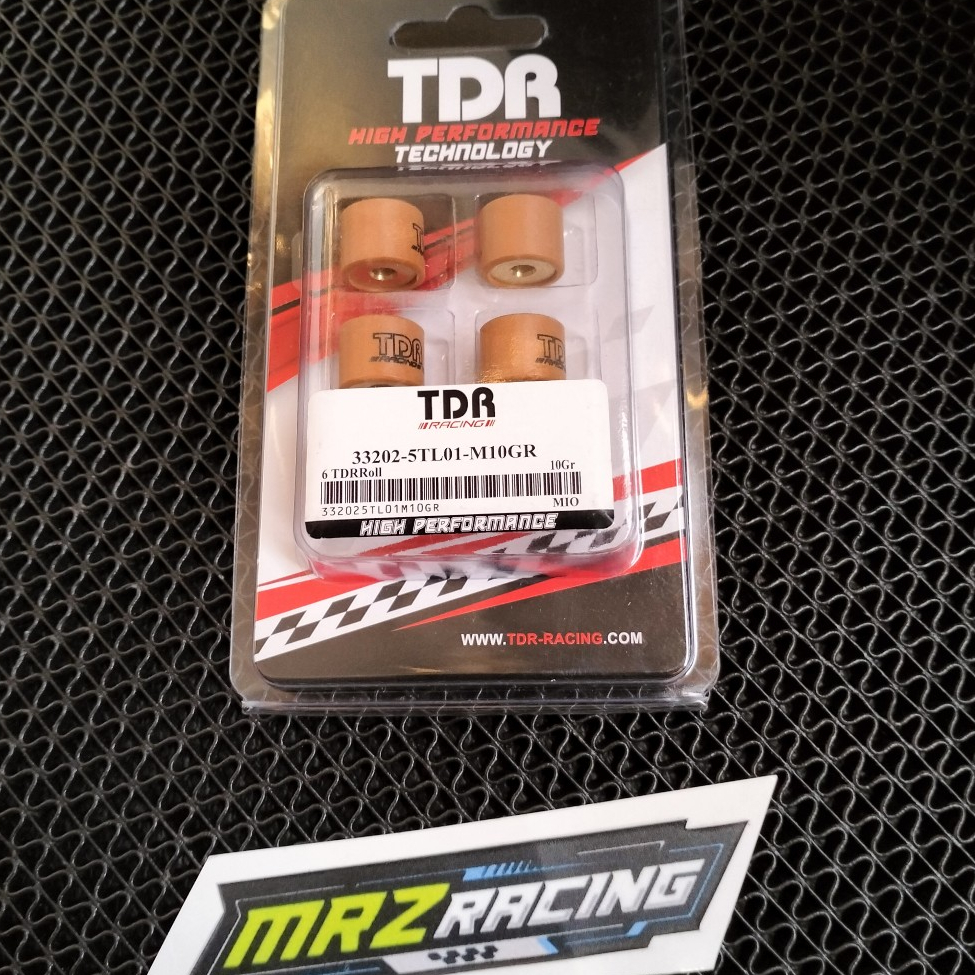 TDR
HIGH PERFORMANCE
TECHNOLOGY
TDR
RACING
TDR
TDR
RACING
33202-5TL01-M10GR
6 TDRRoll 10Gr
332025TL01M10GR MIO
HIGH PERFORMANCE
WWW.TDR-RACING.COM
MRZ RACING